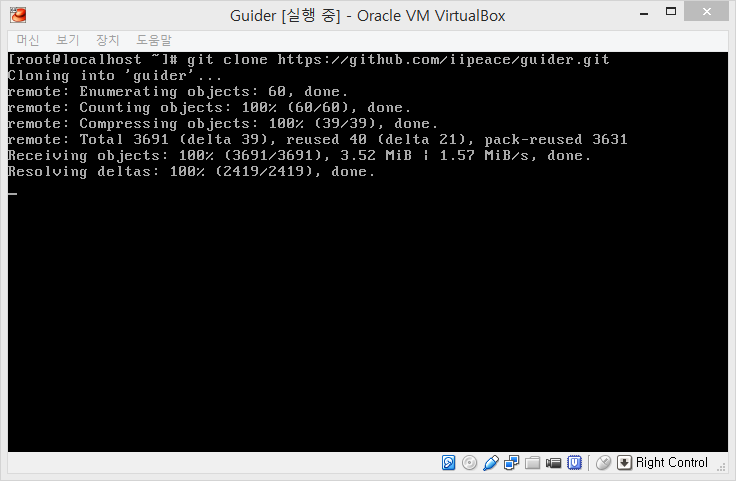 Guider [실행 중] - Oracle VM VirtualBox
머신 보기 장치 도움말
[root@localhost ~]# git clone https://github.com/iipeace/guider.git
Cloning into 'guider'...
remote: Enumerating objects: 60, done.
remote: Counting objects: 100% (60/60), done.
remote: Compressing objects: 100% (39/39), done.
remote: Total 3691 (delta 39), reused 40 (delta 21), pack-reused 3631
Receiving objects: 100% (3691/3691), 3.52 MiB | 1.57 MiB/s, done.
Resolving deltas: 100% (2419/2419), done.
Right Control